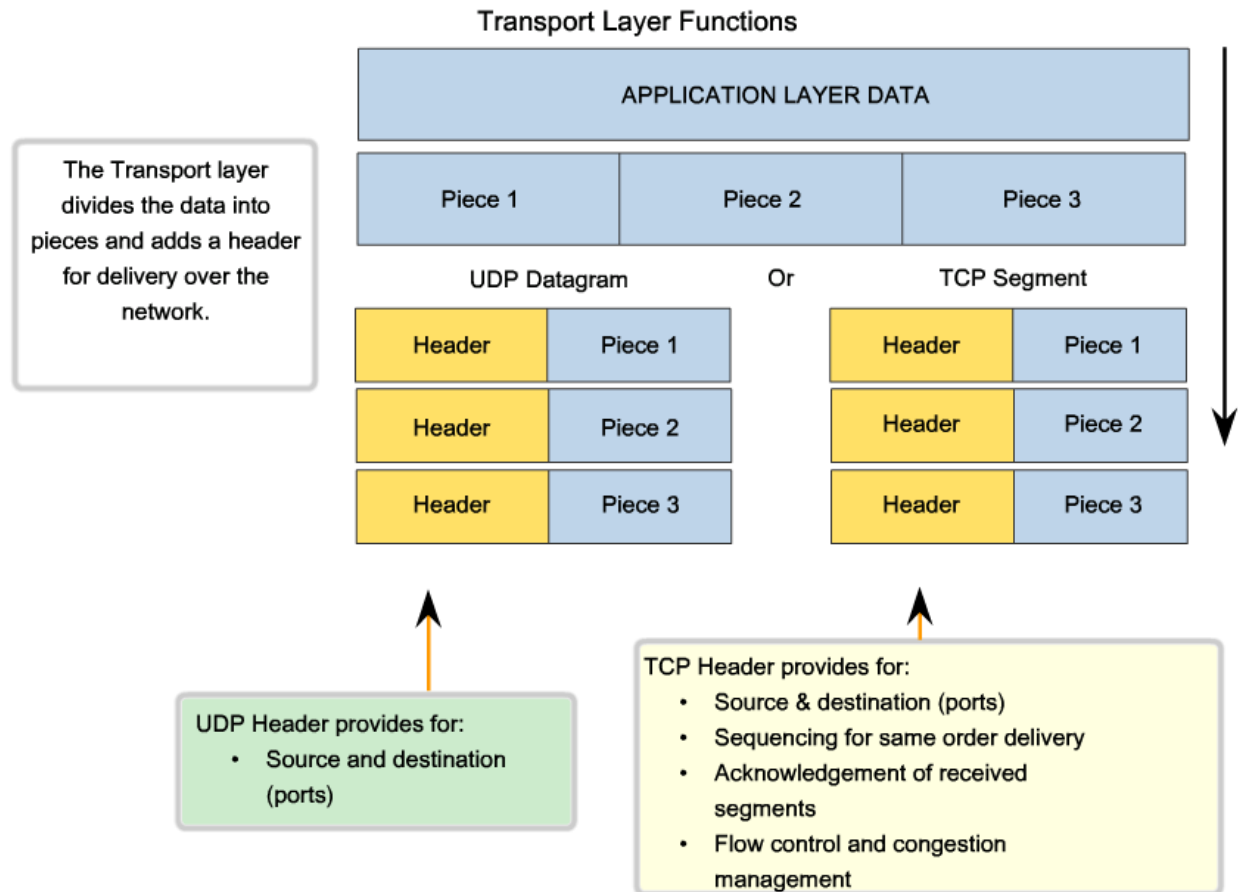 Transport Layer Functions
APPLICATION LAYER DATA
The Transport layer
divides the data into
pieces and adds a header
for delivery over the
network.
Piece 1
Piece 2
Piece 3
UDP Datagram
Or
TCP Segment
Header
Piece 1
Header
Piece 1
Header
Piece 2
Header
Piece 2
Header
Piece 3
Header
Piece 3
UDP Header provides for:
• Source and destination
(ports)
TCP Header provides for:
• Source & destination (ports)
• Sequencing for same order delivery
• Acknowledgement of received
segments
• Flow control and congestion
management